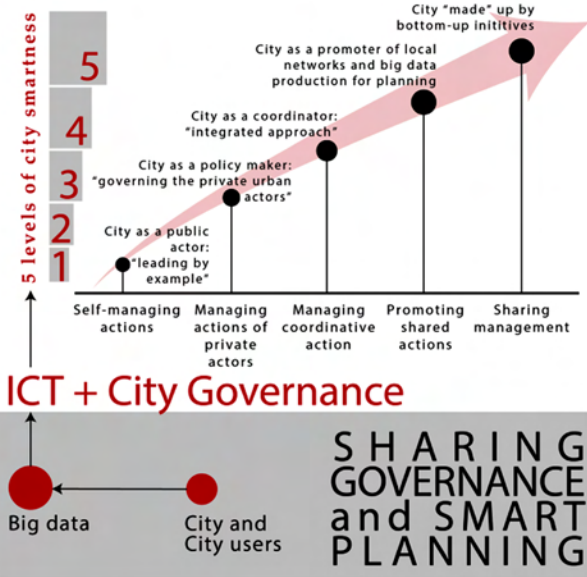 5 levels of city smartness
5
4
3
2
1
City "made" up by
bottom-up inititives
City as a promoter of local
networks and big data
production for planning
City as a coordinator:
"integrated approach"
City as a policy maker:
"governing the private urban
actors"
City as a public
actor:
"leading by
example"
Self-managing
actions
Managing
actions of
private
actors
Managing
coordinative
action
Promoting
shared
actions
Sharing
management
ICT + City Governance
Big data
City and
City users
SHARING
GOVERNANCE
and SMART
PLANNING